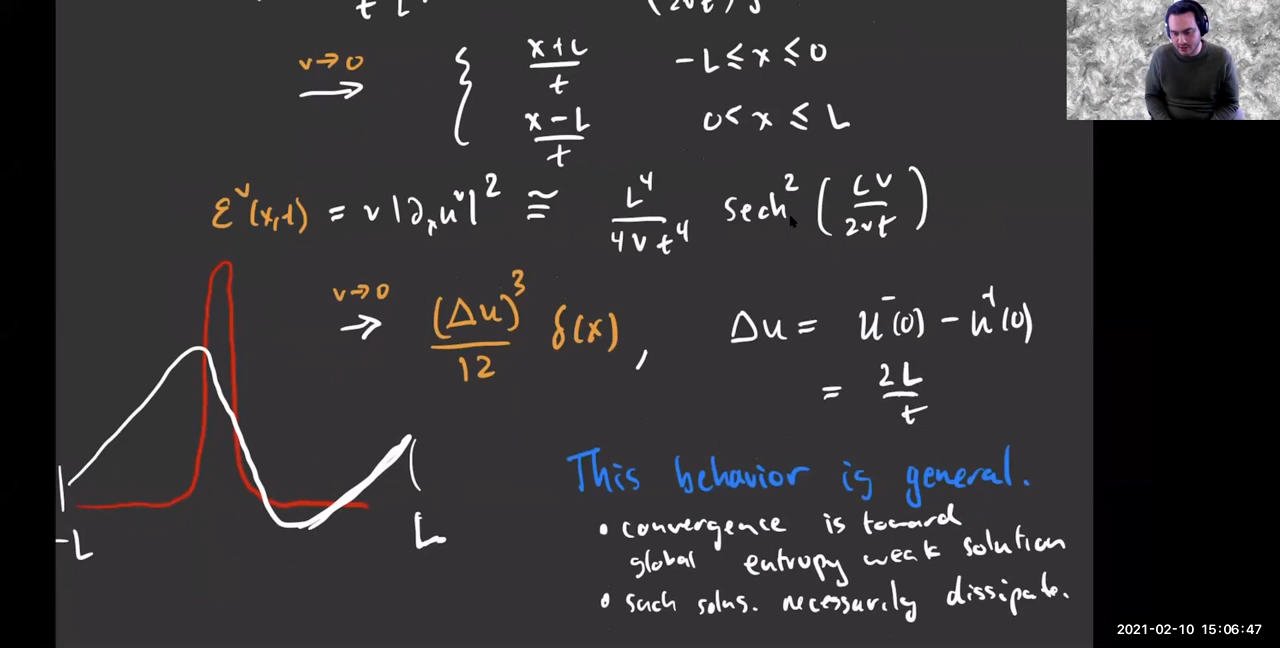 ν→0
→ { x+L/t -L ≤ x ≤ 0
x-L/t 0 < x ≤ L
ε^ν(x,t) = ν|∂ₓu^ν|² ≅ L⁴/4νt⁴ sech² (Lν/2νt)
ν→0
→ (Δu)³/12 δ(x), Δu = u⁻(0) - u⁺(0)
= 2L/t
-L
L
This behavior is general.
• convergence is toward
global entropy weak solution
• such solns. necessarily dissipate.
2021-02-10 15:06:47